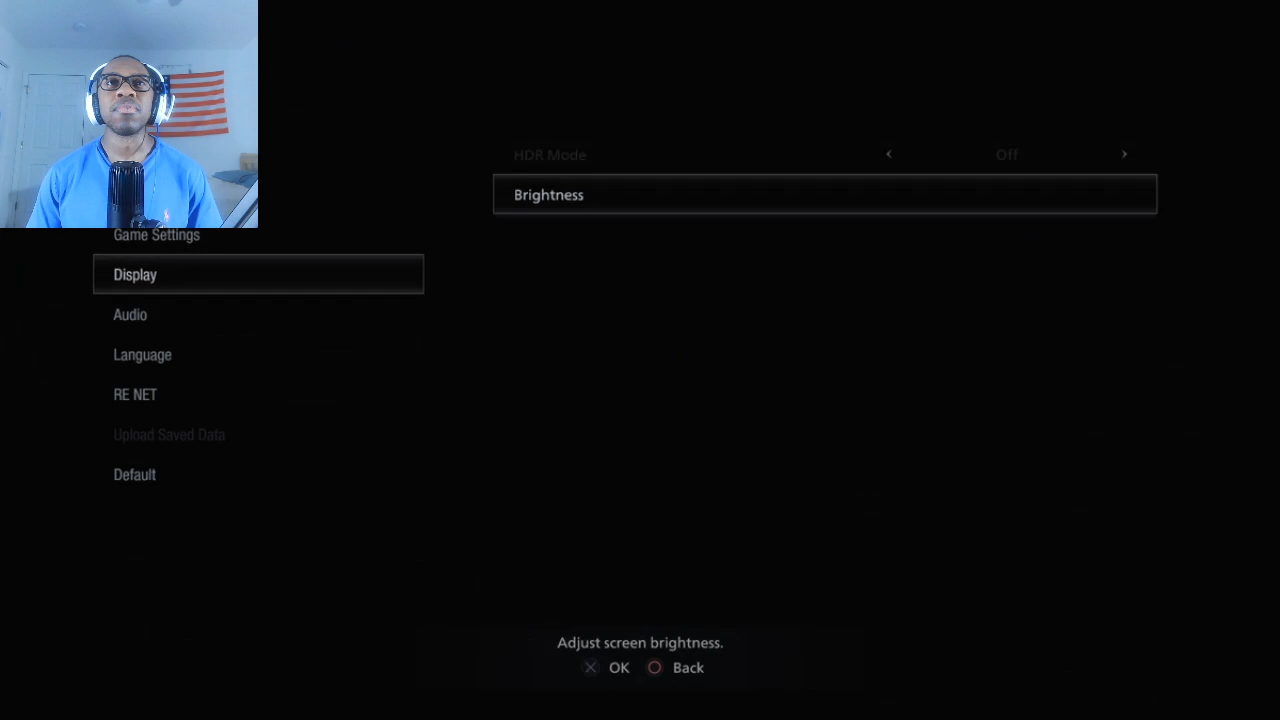 HDR Mode Off
Brightness
Game Settings
Display
Audio
Language
RE NET
Upload Saved Data
Default
Adjust screen brightness.
OK Back